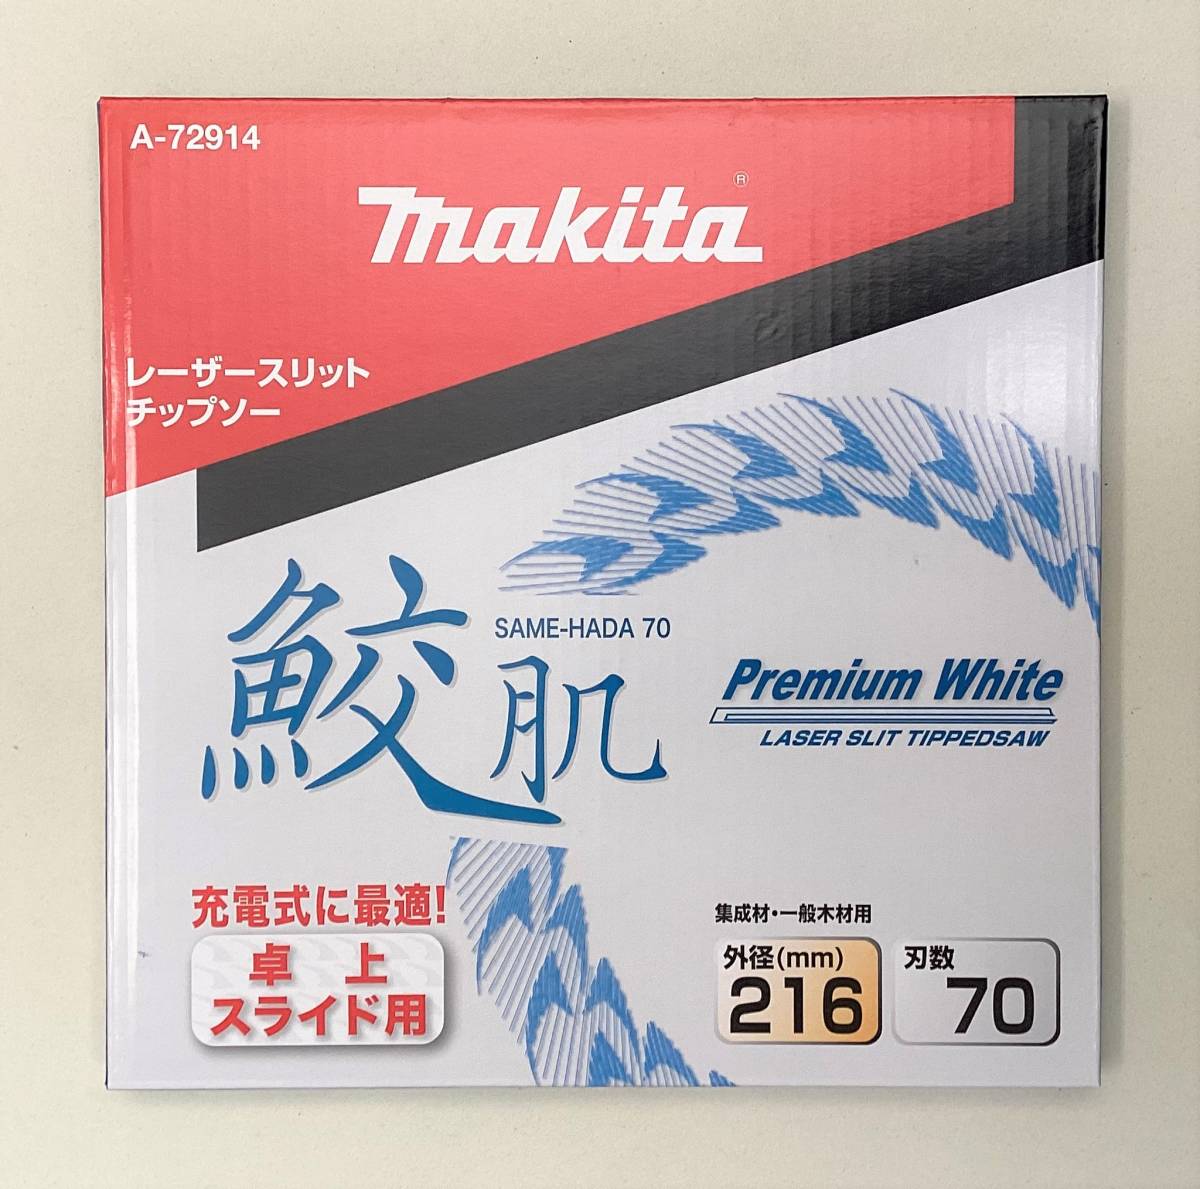 A-72914
makita®
レーザースリット
チップソー
鮫肌
SAME-HADA 70
Premium White
LASER SLIT TIPPEDSAW
充電式に最適!
卓上
スライド用
集成材・一般木材用
外径(mm)
216
刃数
70